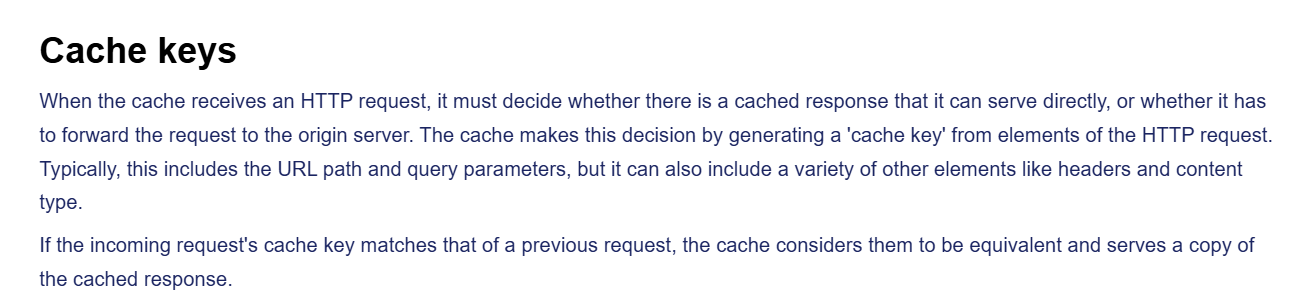 Cache keys
When the cache receives an HTTP request, it must decide whether there is a cached response that it can serve directly, or whether it has
to forward the request to the origin server. The cache makes this decision by generating a 'cache key' from elements of the HTTP request.
Typically, this includes the URL path and query parameters, but it can also include a variety of other elements like headers and content
type.
If the incoming request's cache key matches that of a previous request, the cache considers them to be equivalent and serves a copy of
the cached response.